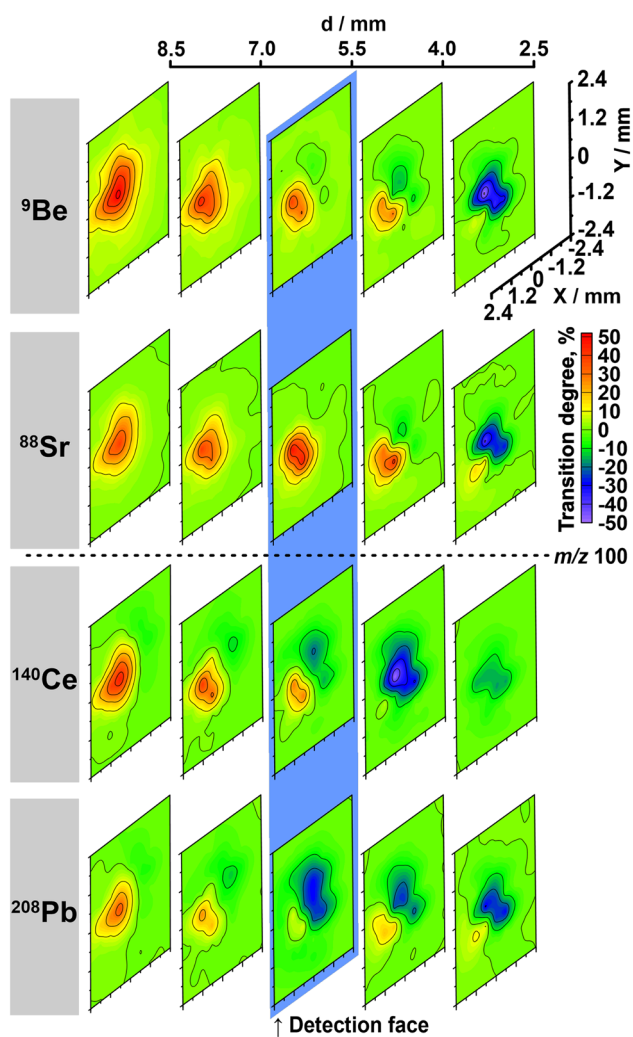 d / mm
8.5 7.0 5.5 4.0 2.5
2.4
1.2
0
-1.2
-2.4
Y / mm
-2.4
-1.2
0
1.2
2.4
X / mm
⁹Be
⁸⁸Sr
Transition degree, %
50
40
30
20
10
0
-10
-20
-30
-40
-50
m/z 100
¹⁴⁰Ce
²⁰⁸Pb
↑ Detection face